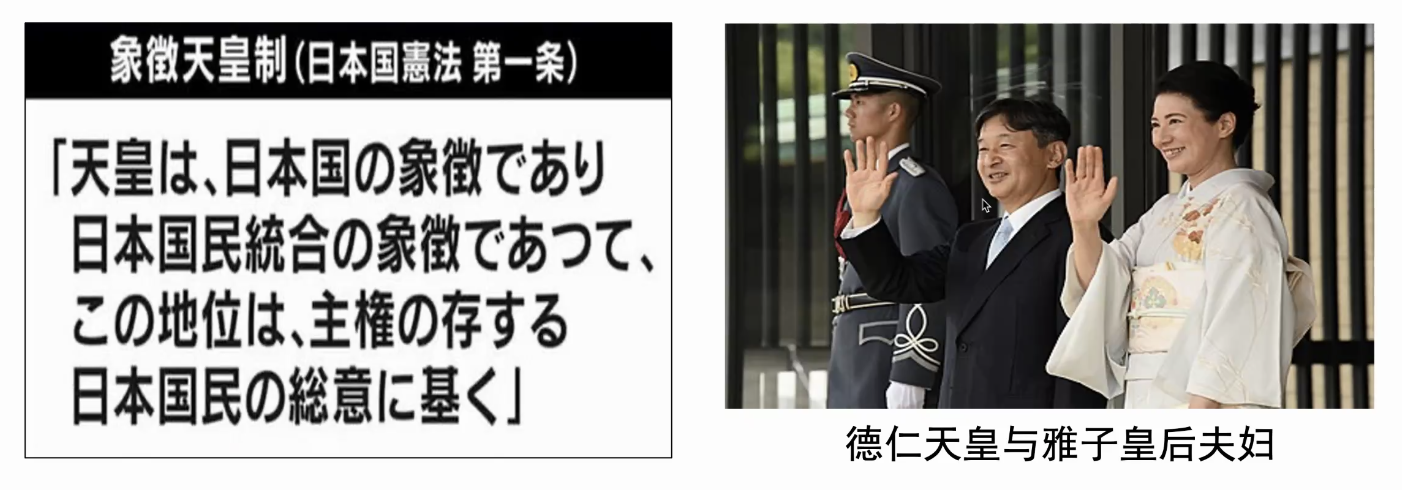 象徴天皇制(日本国憲法 第一条)
「天皇は、日本国の象徴であり
日本国民統合の象徴であつて、
この地位は、主権の存する
日本国民の総意に基く」
德仁天皇与雅子皇后夫妇